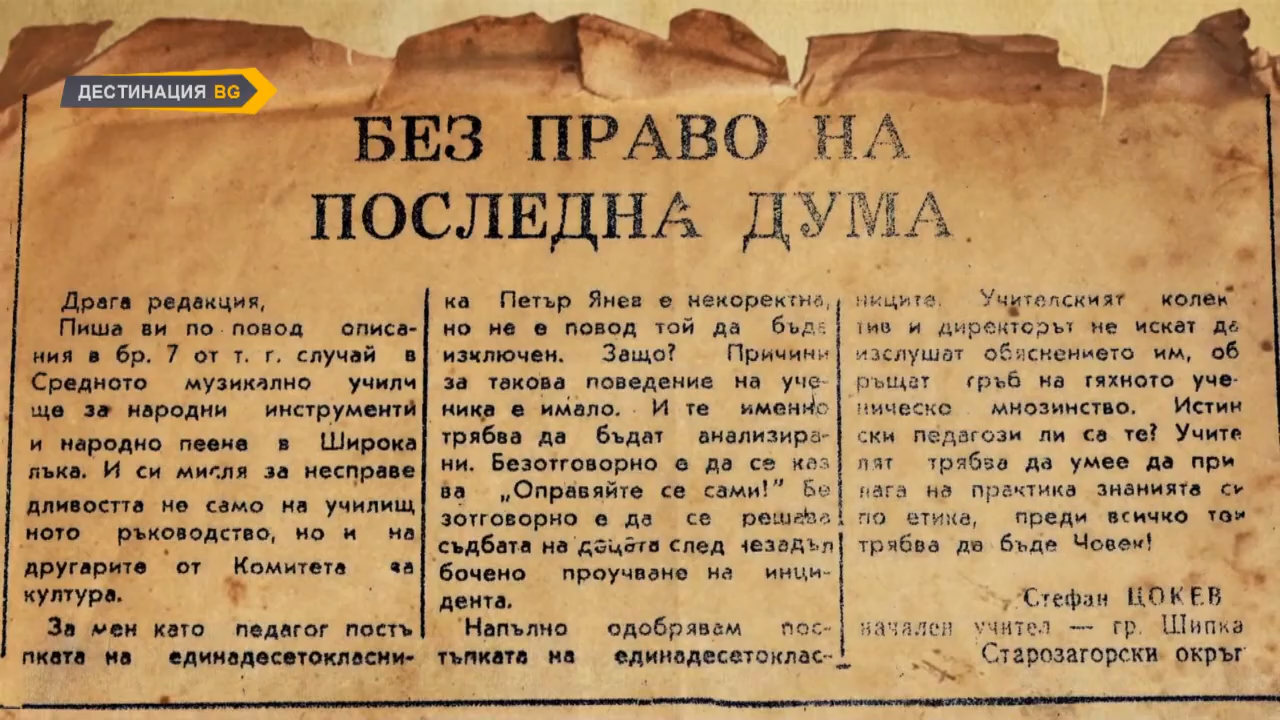 ДЕСТИНАЦИЯ BG
БЕЗ ПРАВО НА
ПОСЛЕДНА ДУМА
Драга редакция,
Пиша ви по повод описа-
ния в бр. 7 от т. г. случай в
Средното музикално учили
ще за народни инструменти
и народно пеене в Широка
лъка. И си мисля за несправе
дливостта не само на училищ
ното ръководство, но и на
другарите от Комитета за
култура.
За мен като педагог постъ
пката на единадесетокласни-
ка Петър Янев е некоректна,
но не е повод той да бъде
изключен. Защо? Причини
за такова поведение на уче-
ника е имало. И те именно
трябва да бъдат анализира-
ни. Безотговорно е да се каз
ва „Оправяйте се сами!" Бе
зотговорно е да се решава
съдбата на децата след незадъл
бочено проучване на инци-
дента.
Напълно одобрявам пос-
тъпката на единадесетоклас-
ниците. Учителският колек
тив и директорът не искат да
изслушат обяснението им, об
ръщат гръб на тяхното уче-
ническо мнозинство. Истин
ски педагози ли са те? Учите
лят трябва да умее да при
лага на практика знанията си
по етика, преди всичко той
трябва да бъде Човек!
Стефан ЦОКЕВ
начален учител — гр. Шипка
Старозагорски окръг